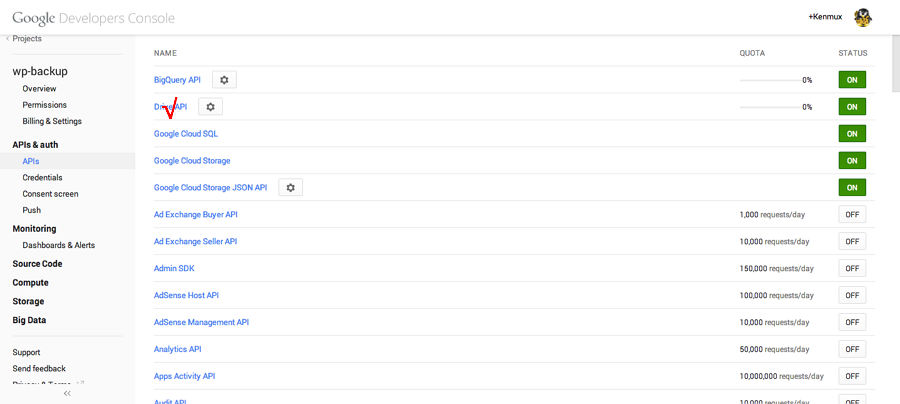 Google Developers Console
+Kenmux
Projects
wp-backup
Overview
Permissions
Billing & Settings
APIs & auth
APIs
Credentials
Consent screen
Push
Monitoring
Dashboards & Alerts
Source Code
Compute
Storage
Big Data
Support
Send feedback
Privacy & Terms
NAME QUOTA STATUS
BigQuery API 0% ON
Drive API 0% ON
Google Cloud SQL ON
Google Cloud Storage ON
Google Cloud Storage JSON API ON
Ad Exchange Buyer API 1,000 requests/day OFF
Ad Exchange Seller API 10,000 requests/day OFF
Admin SDK 150,000 requests/day OFF
AdSense Host API 100,000 requests/day OFF
AdSense Management API 10,000 requests/day OFF
Analytics API 50,000 requests/day OFF
Apps Activity API 10,000,000 requests/day OFF
Audit API 10,000 requests/day OFF